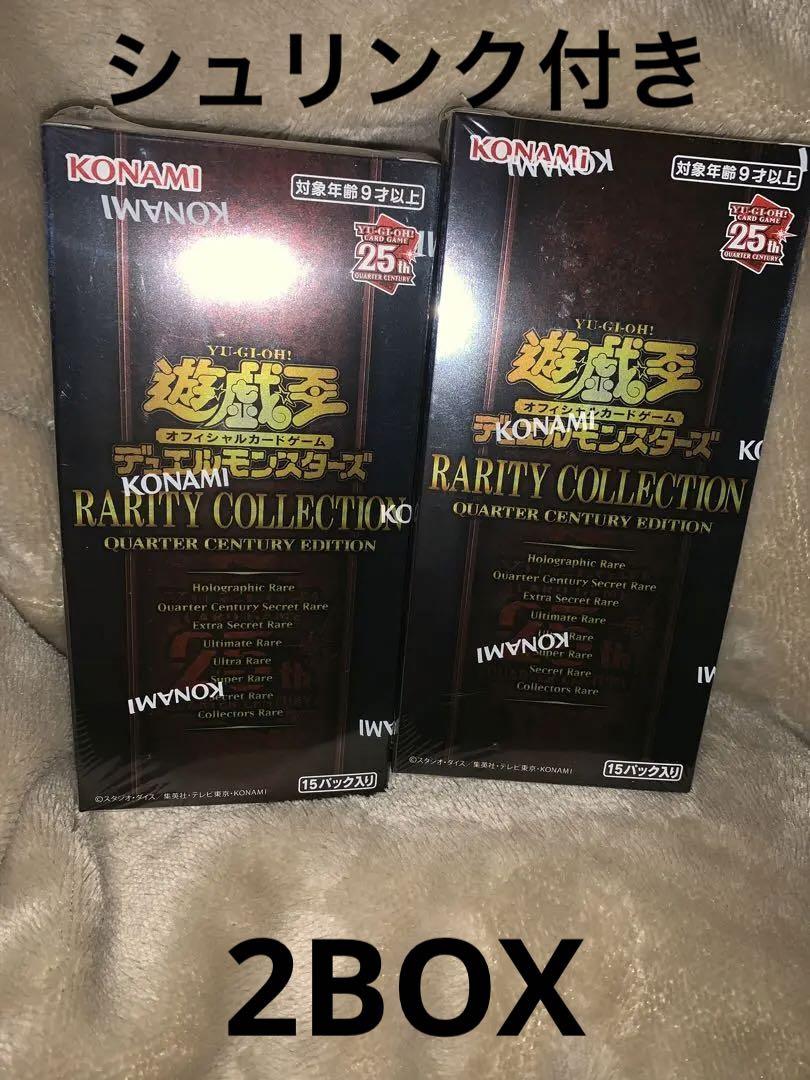 シュリンク付き
KONAMI
KONAMI
対象年齢9才以上
YU-GI-OH!
CARD GAME
25th
QUARTER CENTURY
YU-GI-OH!
遊戯王
オフィシャルカードゲーム
デュエルモンスターズ
KONAMI
RARITY COLLECTION
KO
QUARTER CENTURY EDITION
Holographic Rare
Quarter Century Secret Rare
Extra Secret Rare
Ultimate Rare
Ultra Rare
Super Rare
Secret Rare
KONAMI
Collectors Rare
15パック入り
©スタジオ・ダイス/集英社・テレビ東京・KONAMI
KONAMI
KONAMI
対象年齢9才以上
YU-GI-OH!
CARD GAME
25th
QUARTER CENTURY
YU-GI-OH!
遊戯王
オフィシャルカードゲーム
デュエルモンスターズ
KONAMI
RARITY COLLECTION
QUARTER CENTURY EDITION
Holographic Rare
Quarter Century Secret Rare
Extra Secret Rare
Ultimate Rare
Rare
KONAMI
Super Rare
Secret Rare
Collectors Rare
15パック入り
©スタジオ・ダイス/集英社・テレビ東京・KONAMI
2BOX